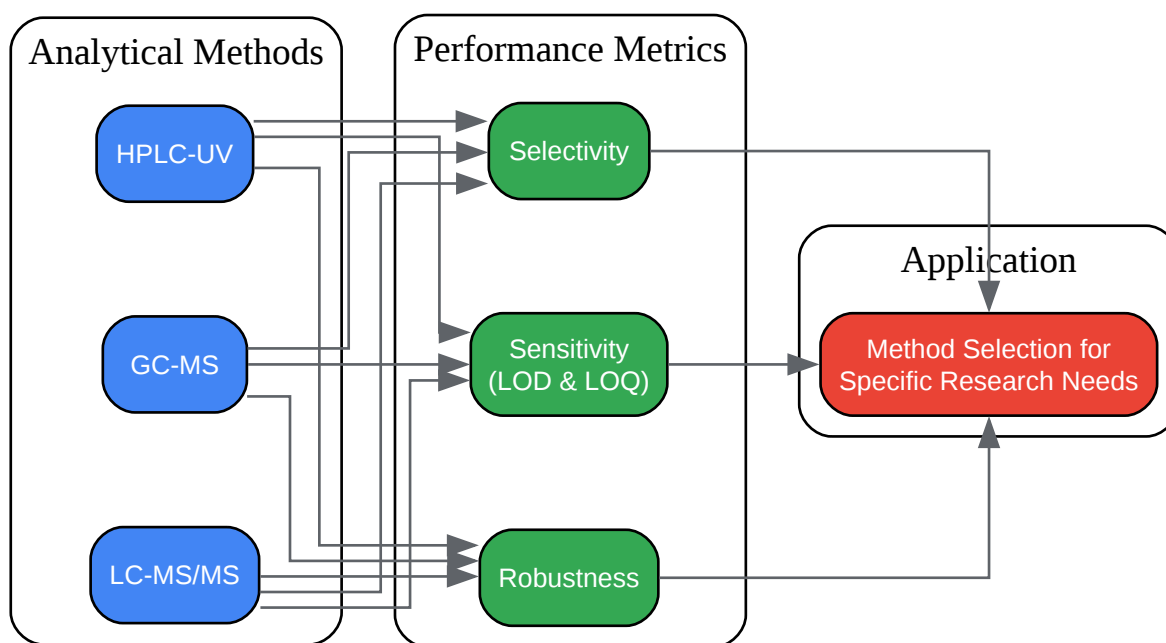 Analytical Methods
HPLC-UV
GC-MS
LC-MS/MS
Performance Metrics
Selectivity
Sensitivity
(LOD & LOQ)
Robustness
Application
Method Selection for
Specific Research Needs